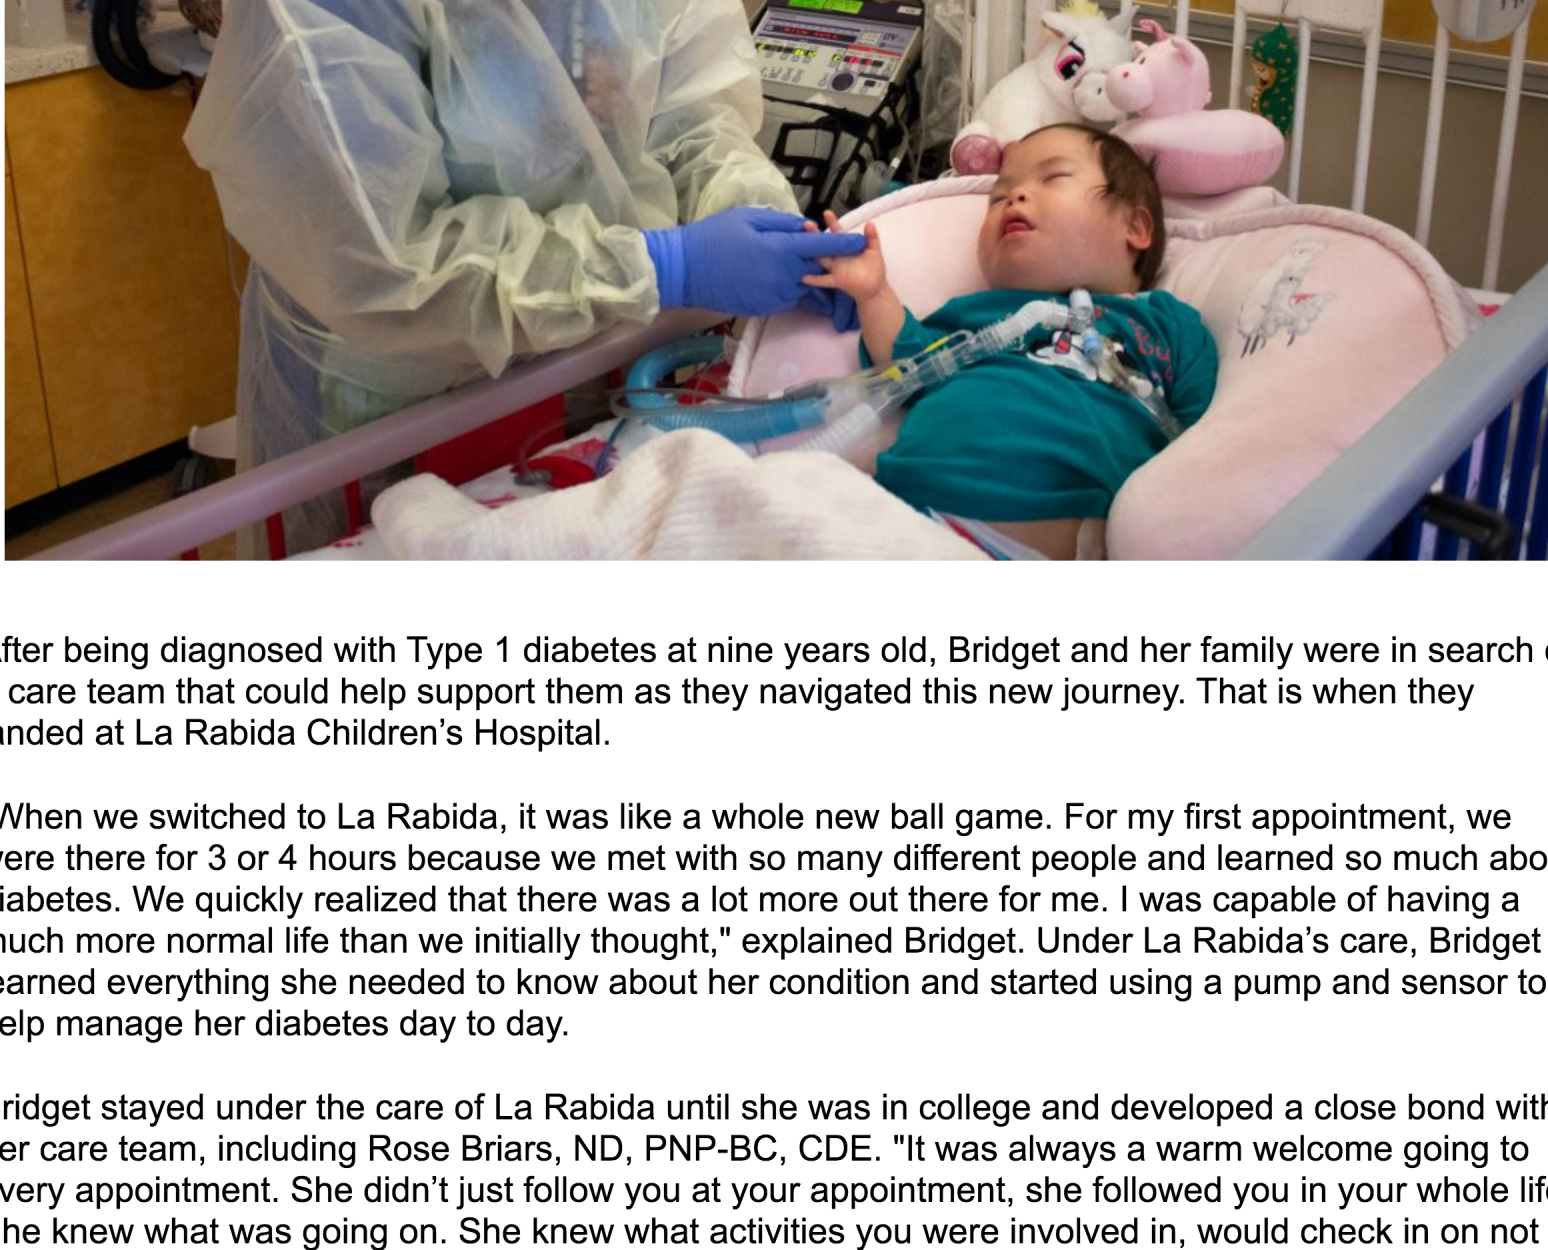 fter being diagnosed with Type 1 diabetes at nine years old, Bridget and her family were in search
care team that could help support them as they navigated this new journey. That is when they
anded at La Rabida Children’s Hospital.
When we switched to La Rabida, it was like a whole new ball game. For my first appointment, we
ere there for 3 or 4 hours because we met with so many different people and learned so much abo
iabetes. We quickly realized that there was a lot more out there for me. I was capable of having a
uch more normal life than we initially thought," explained Bridget. Under La Rabida’s care, Bridget
earned everything she needed to know about her condition and started using a pump and sensor to
elp manage her diabetes day to day.
ridget stayed under the care of La Rabida until she was in college and developed a close bond with
er care team, including Rose Briars, ND, PNP-BC, CDE. "It was always a warm welcome going to
very appointment. She didn’t just follow you at your appointment, she followed you in your whole lif
he knew what was going on. She knew what activities you were involved in, would check in on not